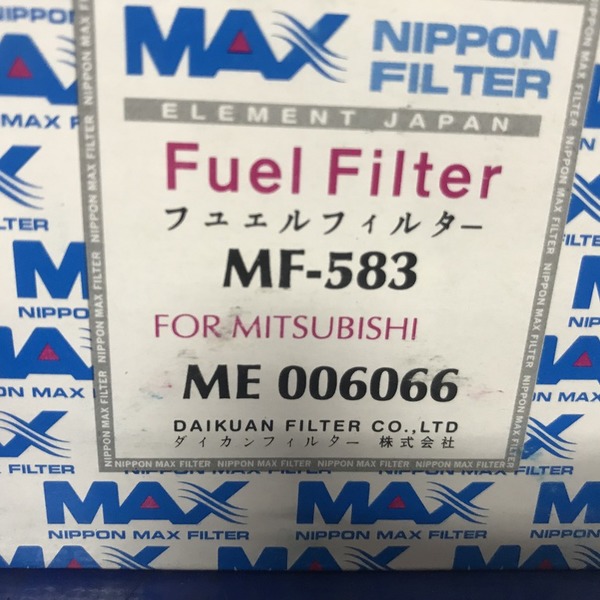 MAX NIPPON
FILTER
ELEMENT JAPAN
Fuel Filter
フユエルフィルター
MF-583
FOR MITSUBISHI
ME 006066
DAIKUAN FILTER CO.,LTD
ダイカンフィルター 株式会社
NIPPON MAX FILTER NIPPON MAX FILTER NIPPON MAX FILTER NIPPON MAX FILTER
MAX MAX
NIPPON MAX FILTER NIPPON MAX FILTER